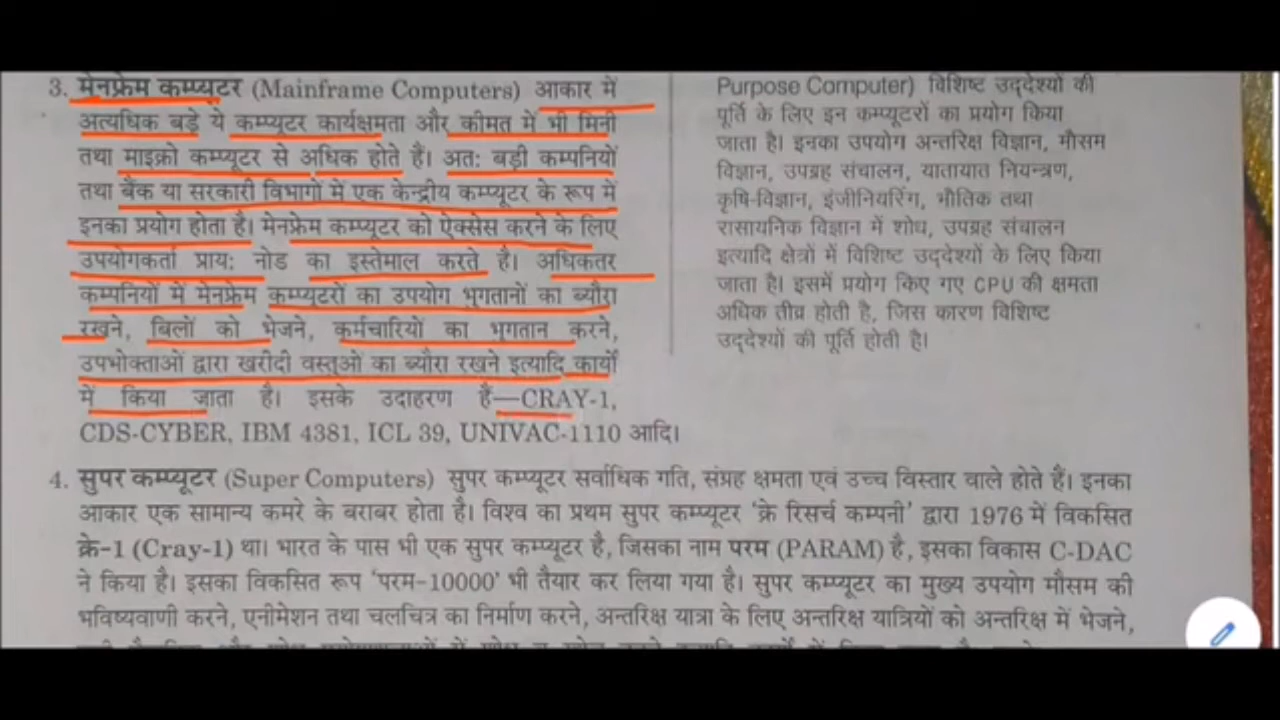 3. मेनफ्रेम कम्प्यूटर (Mainframe Computers) आकार में
अत्यधिक बड़े ये कम्प्यूटर कार्यक्षमता और कीमत में भी मिनी
तथा माइक्रो कम्प्यूटर से अधिक होते हैं। अतः बड़ी कम्पनियों
तथा बैंक या सरकारी विभागों में एक केन्द्रीय कम्प्यूटर के रूप में
इनका प्रयोग होता है। मेनफ्रेम कम्प्यूटर को ऐक्सेस करने के लिए
उपयोगकर्ता प्रायः नोड का इस्तेमाल करते है। अधिकतर
कम्पनियों में मेनफ्रेम कम्प्यूटरों का उपयोग भुगतानों का ब्यौरा
रखने, बिलों को भेजने, कर्मचारियों का भुगतान करने,
उपभोक्ताओं द्वारा खरीदी वस्तुओं का ब्यौरा रखने इत्यादि कार्यों
में किया जाता है। इसके उदाहरण हैं—CRAY-1,
CDS-CYBER, IBM 4381, ICL 39, UNIVAC-1110 आदि।
Purpose Computer) विशिष्ट उद्देश्यों की
पूर्ति के लिए इन कम्प्यूटरों का प्रयोग किया
जाता है। इनका उपयोग अन्तरिक्ष विज्ञान, मौसम
विज्ञान, उपग्रह संचालन, यातायात नियन्त्रण,
कृषि-विज्ञान, इंजीनियरिंग, भौतिक तथा
रासायनिक विज्ञान में शोध, उपग्रह संचालन
इत्यादि क्षेत्रों में विशिष्ट उद्देश्यों के लिए किया
जाता है। इसमें प्रयोग किए गए CPU की क्षमता
अधिक तीव्र होती है, जिस कारण विशिष्ट
उद्देश्यों की पूर्ति होती है।
4. सुपर कम्प्यूटर (Super Computers) सुपर कम्प्यूटर सर्वाधिक गति, संग्रह क्षमता एवं उच्च विस्तार वाले होते हैं। इनका
आकार एक सामान्य कमरे के बराबर होता है। विश्व का प्रथम सुपर कम्प्यूटर ‘क्रे रिसर्च कम्पनी’ द्वारा 1976 में विकसित
क्रे-1 (Cray-1) था। भारत के पास भी एक सुपर कम्प्यूटर है, जिसका नाम परम (PARAM) है, इसका विकास C-DAC
ने किया है। इसका विकसित रूप ‘परम-10000’ भी तैयार कर लिया गया है। सुपर कम्प्यूटर का मुख्य उपयोग मौसम की
भविष्यवाणी करने, एनीमेशन तथा चलचित्र का निर्माण करने, अन्तरिक्ष यात्रा के लिए अन्तरिक्ष यात्रियों को अन्तरिक्ष में भेजने,